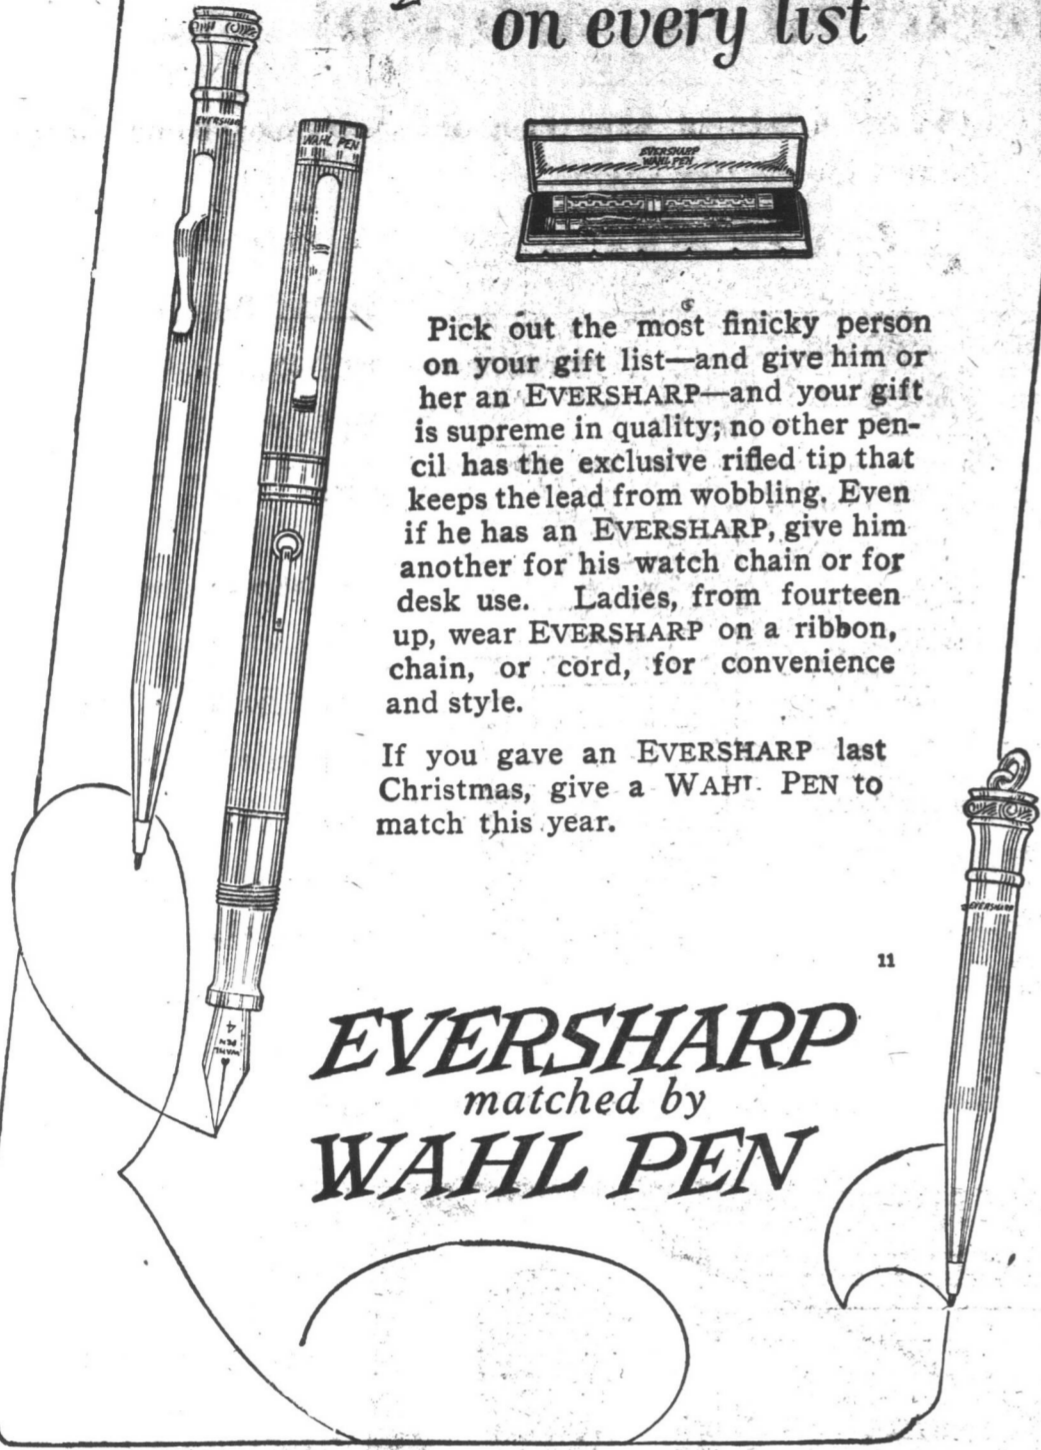 on every list
EVERSHARP
WAHL PEN
EVERSHARP
WAHL PEN
Pick out the most finicky person
on your gift list—and give him or
her an EVERSHARP—and your gift
is supreme in quality; no other pen-
cil has the exclusive rifled tip that
keeps the lead from wobbling. Even
if he has an EVERSHARP, give him
another for his watch chain or for
desk use. Ladies, from fourteen
up, wear EVERSHARP on a ribbon,
chain, or cord, for convenience
and style.
If you gave an EVERSHARP last
Christmas, give a WAHL PEN to
match this year.
EVERSHARP
11
WAHL
PEN
4
EVERSHARP
matched by
WAHL PEN